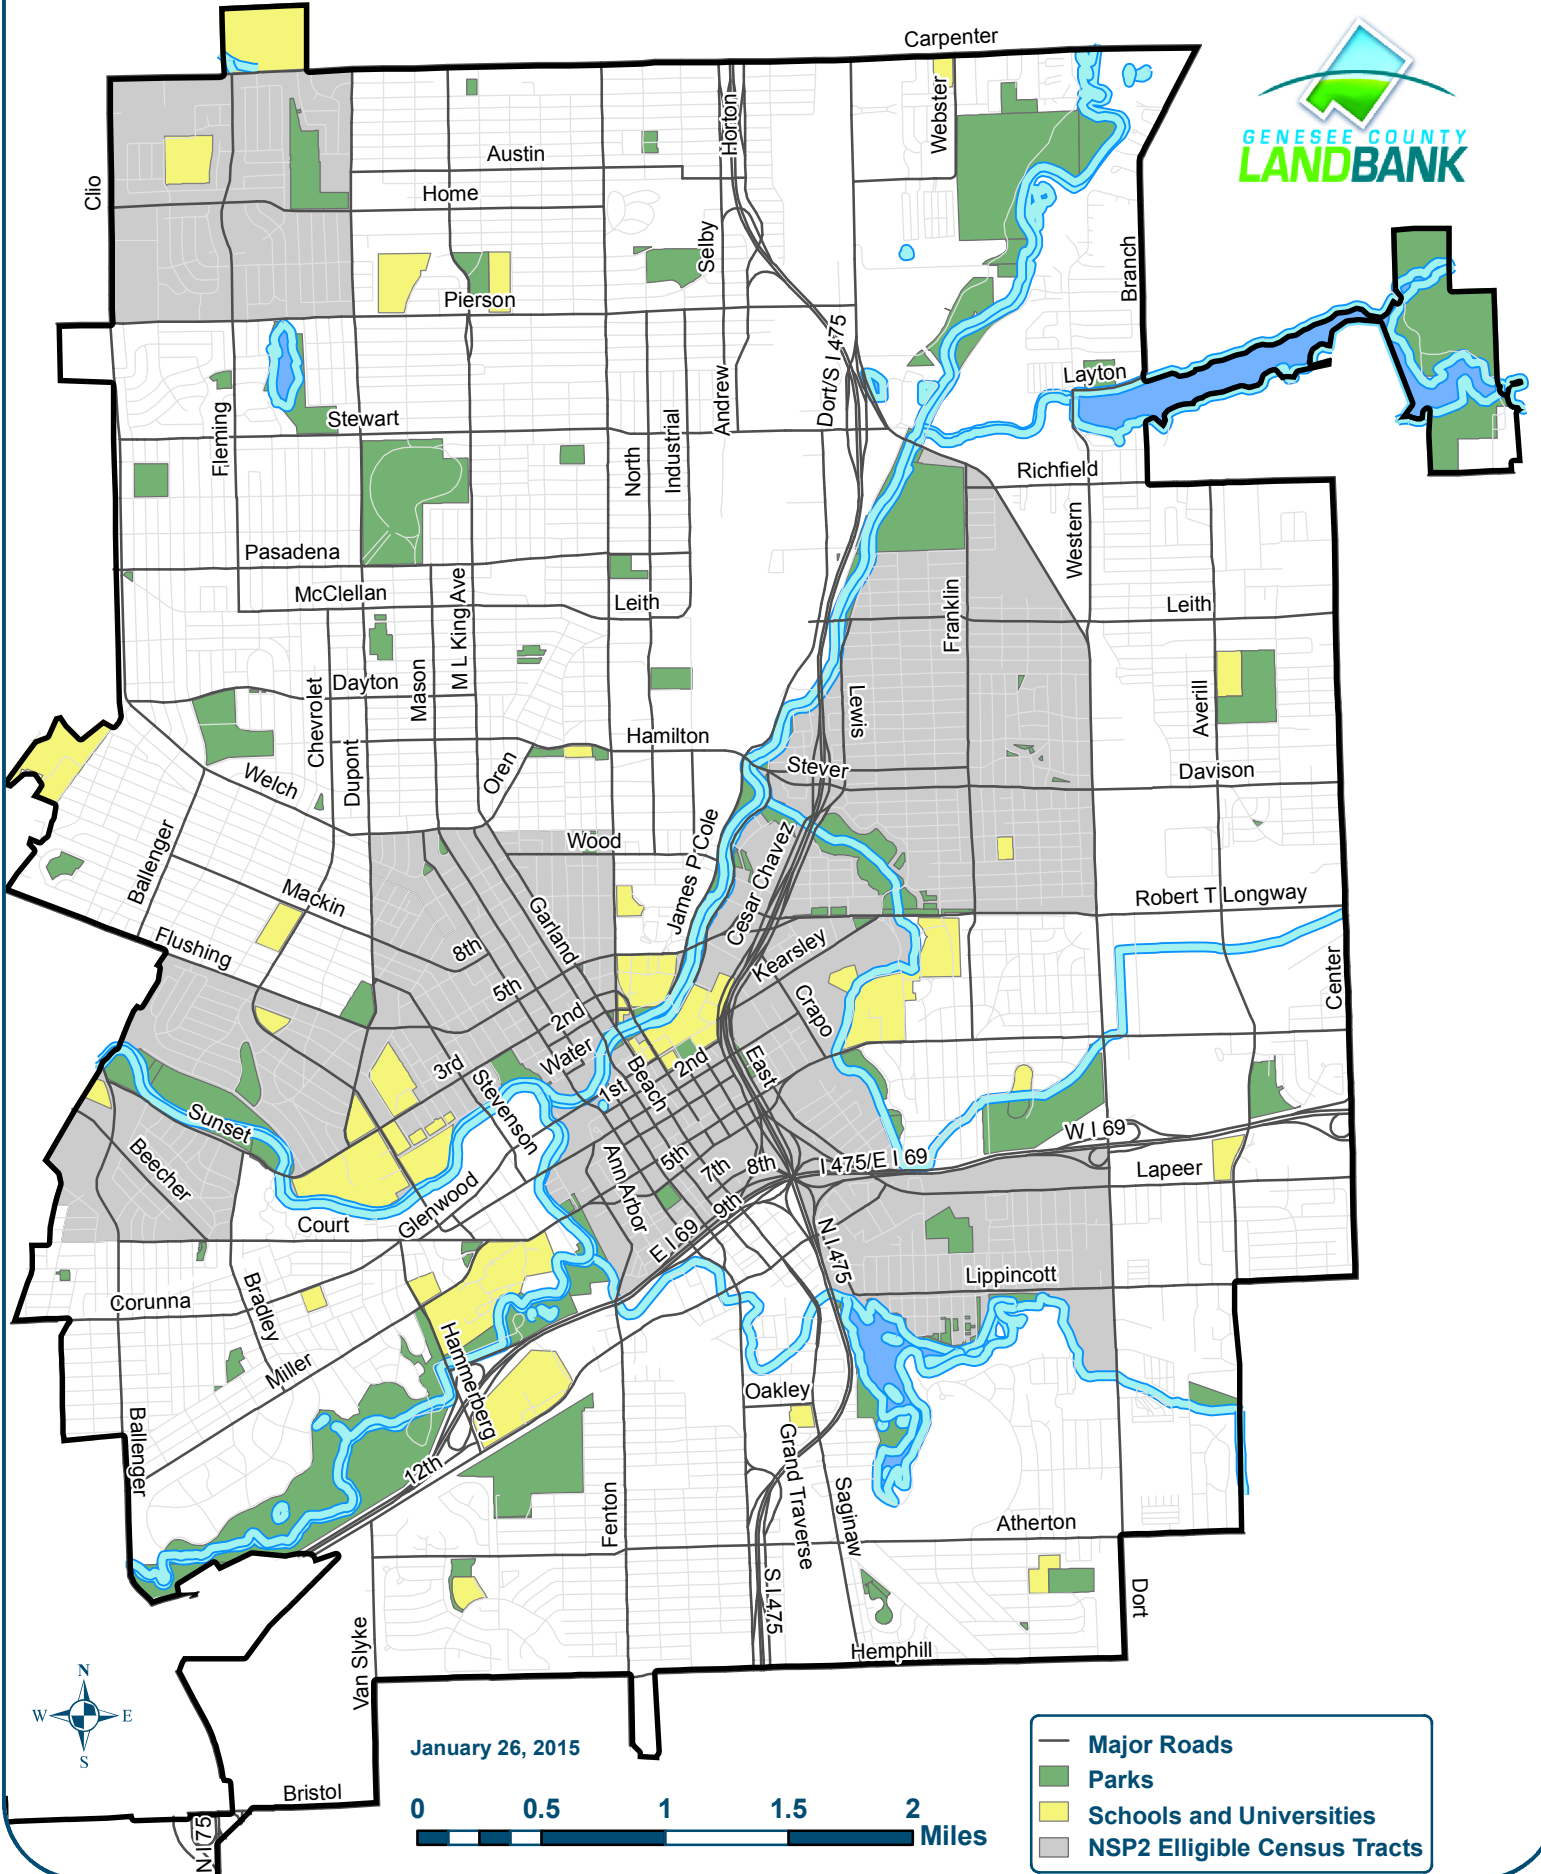 Carpenter
GENESEE COUNTY
LANDBANK
Horton
Webster
Austin
Clio
Home
Selby
Branch
Pierson
Dort/S I 475
Layton
Andrew
Stewart
Fleming
North
Industrial
Richfield
Western
Pasadena
McClellan
M L King Ave
Leith
Franklin
Leith
Dayton
Mason
Chevrolet
Lewis
Averill
Hamilton
Stever
Davison
Welch
Dupont
Oren
Wood
James P Cole
Cesar Chavez
Ballenger
Mackin
Garland
Robert T Longway
Flushing
8th
Kearsley
Center
5th
Crapo
2nd
Water
3rd
Beach
2nd
East
Stevenson
1st
Sunset
W I 69
Beecher
Ann Arbor
5th
7th
8th
I 475/E I 69
Lapeer
Glenwood
Court
9th
E I 69
N I 475
Corunna
Bradley
Lippincott
Miller
Hammerberg
Oakley
Ballenger
12th
Grand Traverse
Saginaw
Fenton
Atherton
S I 475
Dort
Van Slyke
Hemphill
N
W
E
S
January 26, 2015
Bristol
N I 75
0 0.5 1 1.5 2
Miles
Major Roads
Parks
Schools and Universities
NSP2 Elligible Census Tracts